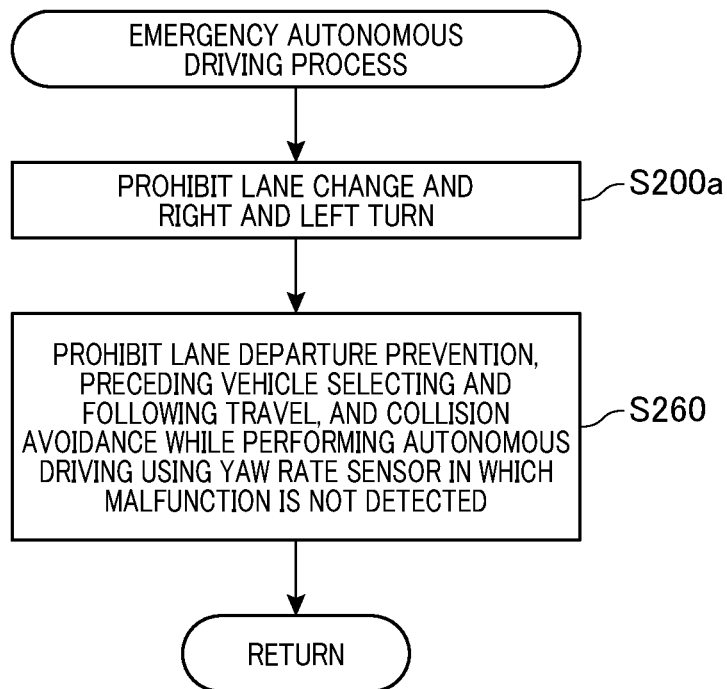 EMERGENCY AUTONOMOUS
DRIVING PROCESS
PROHIBIT LANE CHANGE AND
RIGHT AND LEFT TURN
S200a
PROHIBIT LANE DEPARTURE PREVENTION,
PRECEDING VEHICLE SELECTING AND
FOLLOWING TRAVEL, AND COLLISION
AVOIDANCE WHILE PERFORMING AUTONOMOUS
DRIVING USING YAW RATE SENSOR IN WHICH
MALFUNCTION IS NOT DETECTED
S260
RETURN